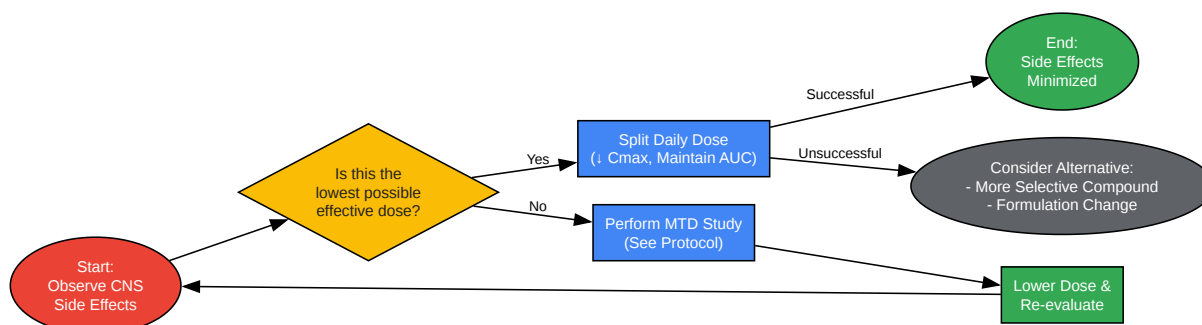 Start:
Observe CNS
Side Effects
Is this the
lowest possible
effective dose?
Yes
No
Split Daily Dose
(↓ Cmax, Maintain AUC)
Perform MTD Study
(See Protocol)
Successful
Unsuccessful
End:
Side Effects
Minimized
Consider Alternative:
- More Selective Compound
- Formulation Change
Lower Dose &
Re-evaluate